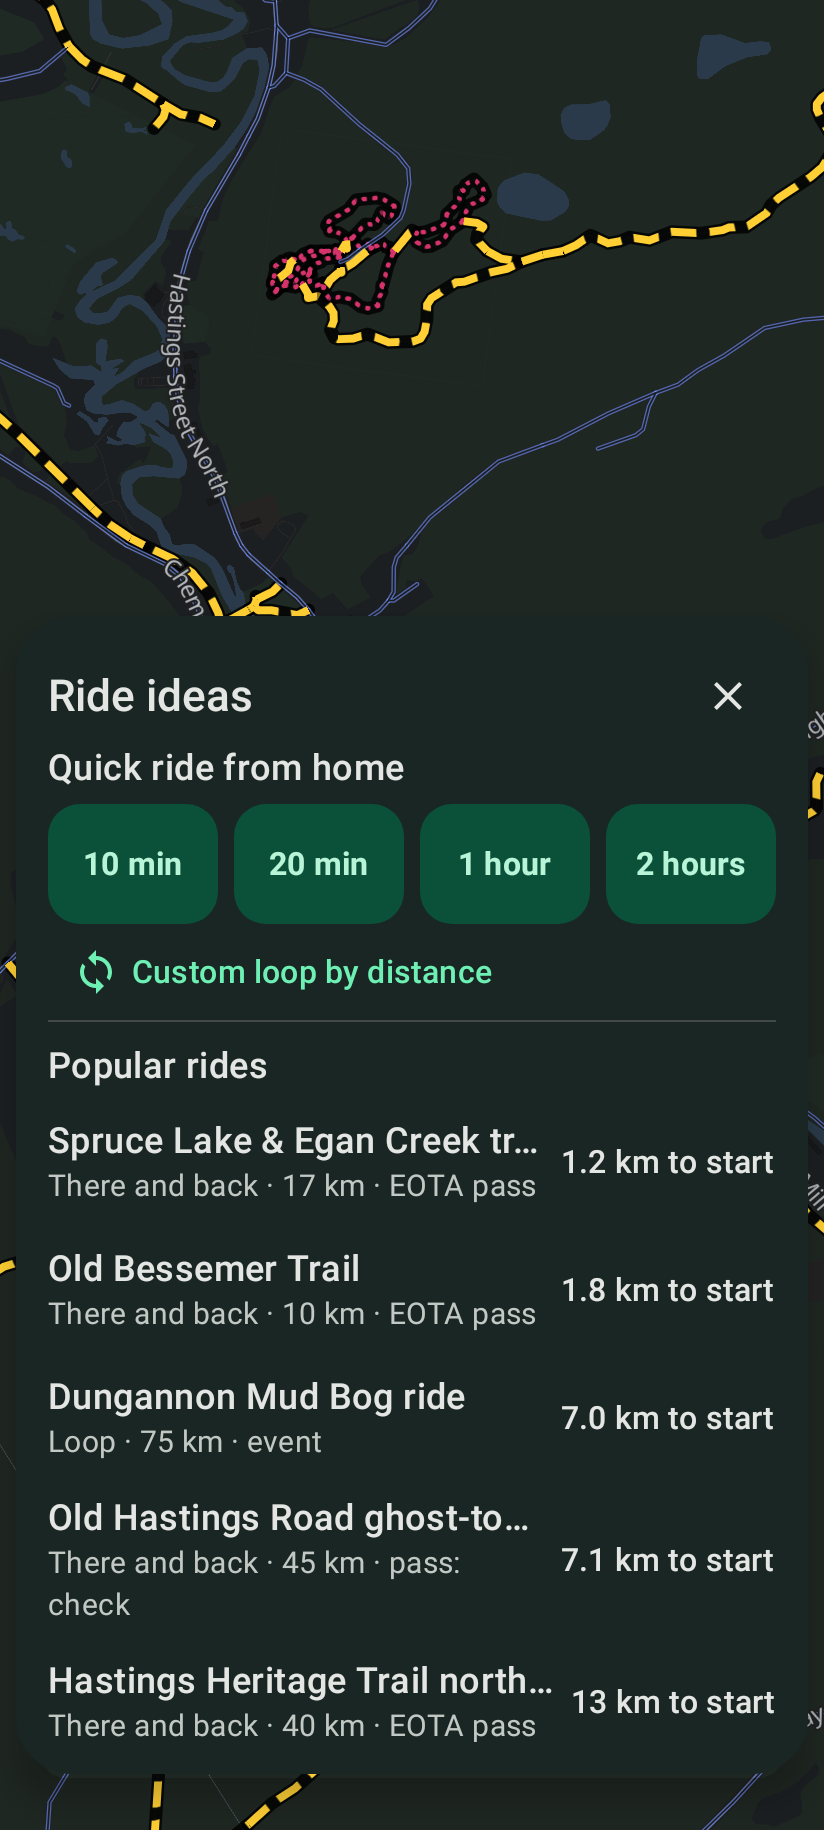 Hastings Street North
Chem
Ride ideas
Quick ride from home
10 min
20 min
1 hour
2 hours
Custom loop by distance
Popular rides
Spruce Lake & Egan Creek tr…
There and back · 17 km · EOTA pass
1.2 km to start
Old Bessemer Trail
There and back · 10 km · EOTA pass
1.8 km to start
Dungannon Mud Bog ride
Loop · 75 km · event
7.0 km to start
Old Hastings Road ghost-to…
There and back · 45 km · pass:
check
7.1 km to start
Hastings Heritage Trail north…
There and back · 40 km · EOTA pass
13 km to start